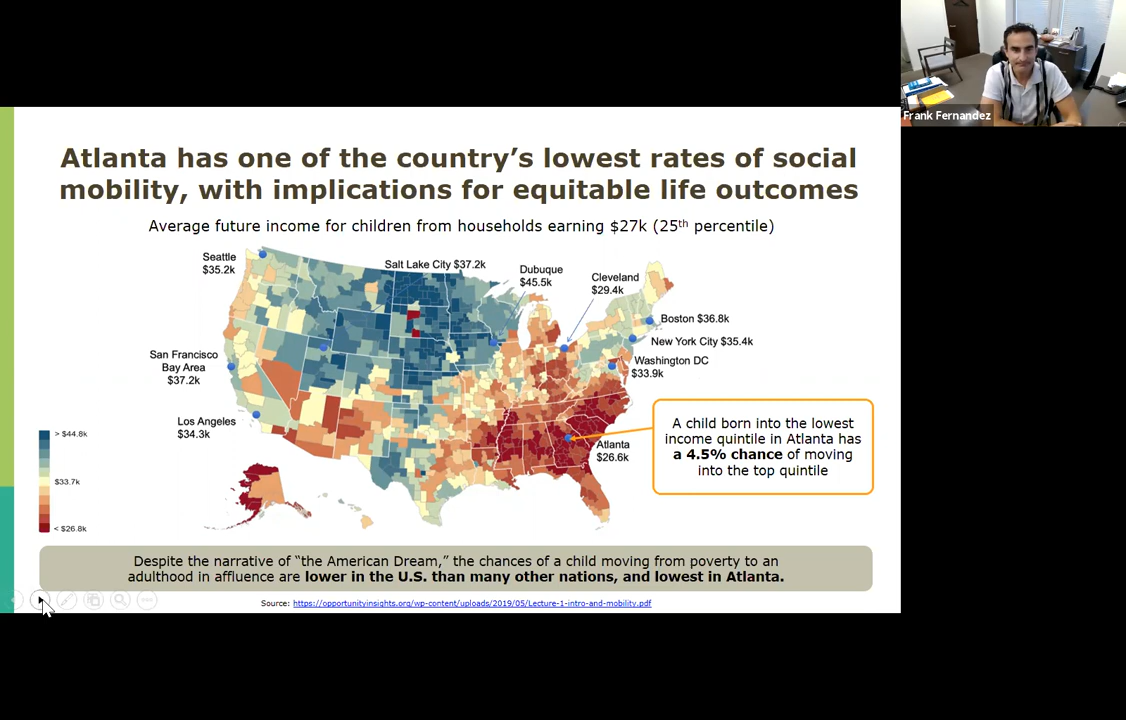 Frank Fernandez
Atlanta has one of the country’s lowest rates of social
mobility, with implications for equitable life outcomes
Average future income for children from households earning $27k (25th percentile)
Seattle
$35.2k
Salt Lake City $37.2k
Dubuque
$45.5k
Cleveland
$29.4k
Boston $36.8k
New York City $35.4k
Washington DC
$33.9k
San Francisco
Bay Area
$37.2k
Los Angeles
$34.3k
Atlanta
$26.6k
A child born into the lowest
income quintile in Atlanta has
a 4.5% chance of moving
into the top quintile
> $44.8k
$33.7k
< $26.8k
Despite the narrative of “the American Dream,” the chances of a child moving from poverty to an
adulthood in affluence are lower in the U.S. than many other nations, and lowest in Atlanta.
Source: https://opportunityinsights.org/wp-content/uploads/2019/05/Lecture-1-intro-and-mobility.pdf